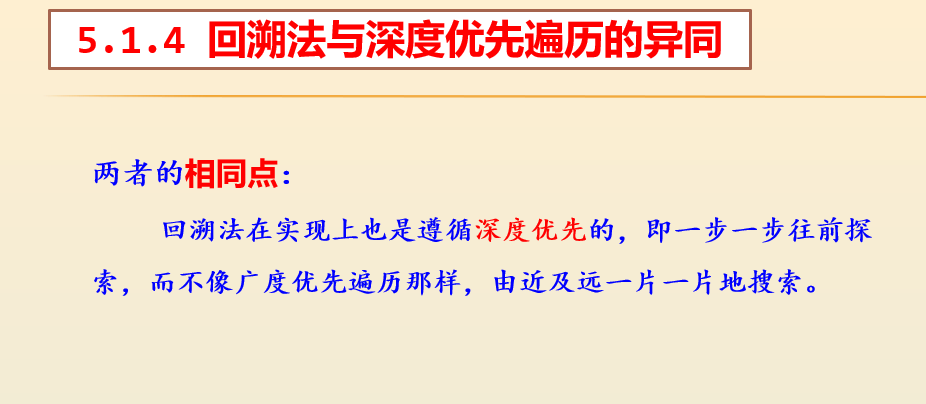 5.1.4 回溯法与深度优先遍历的异同
两者的相同点：
回溯法在实现上也是遵循深度优先的，即一步一步往前探
索，而不像广度优先遍历那样，由近及远一片一片地搜索。